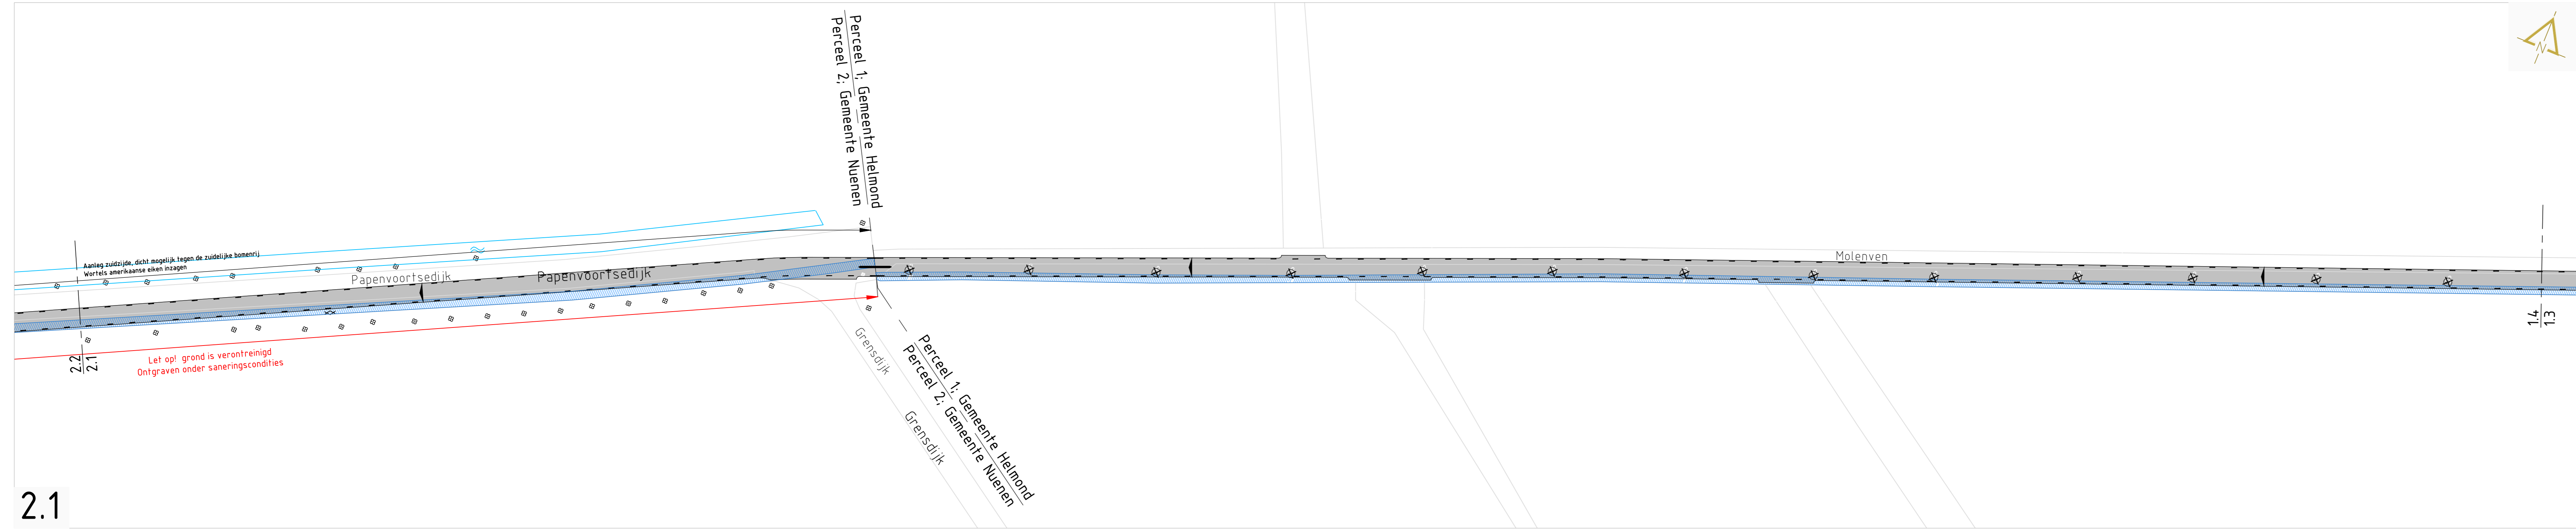 Perceel 1; Gemeente Helmond
Perceel 2; Gemeente Nuenen
N
Aanleg zuidzijde, dicht mogelijk tegen de zuidelijke bomenrij
Wortels amerikaanse eiken inzagen
Papenvoortsedijk
Papenvoortsedijk
Molenven
2.2
2.1
Let op! grond is verontreinigd
Ontgraven onder saneringscondities
Grensdijk
Grensdijk
Perceel 1; Gemeente Helmond
Perceel 2; Gemeente Nuenen
1.4
1.3
2.1